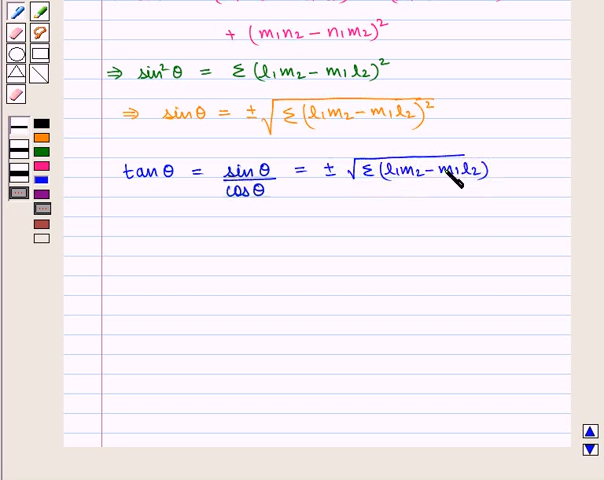 + (m₁n₂ − n₁m₂)²
⇒ sin²θ = Σ (l₁m₂ − m₁l₂)²
⇒ sinθ = ± √Σ (l₁m₂ − m₁l₂)²
tanθ = sinθ/cosθ = ± √Σ (l₁m₂ − m₁l₂)